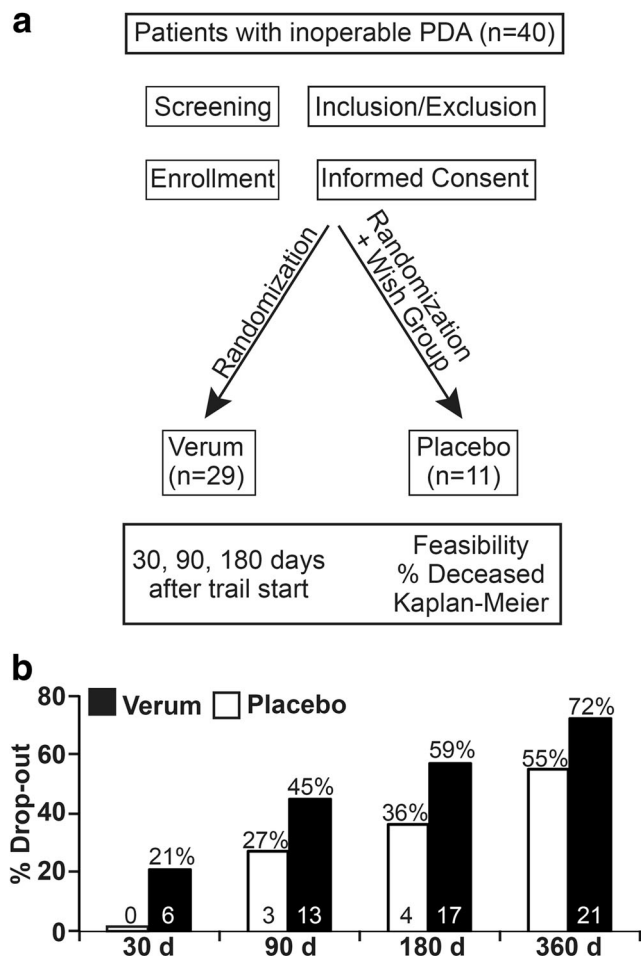 a
Patients with inoperable PDA (n=40)
Screening
Inclusion/Exclusion
Enrollment
Informed Consent
Randomization
Randomization
+ Wish Group
Verum
(n=29)
Placebo
(n=11)
30, 90, 180 days
after trail start
Feasibility
% Deceased
Kaplan-Meier
b
% Drop-out
80
60
40
20
0
Verum
Placebo
0
21%
6
27%
3
45%
13
36%
4
59%
17
55%
72%
21
30 d
90 d
180 d
360 d